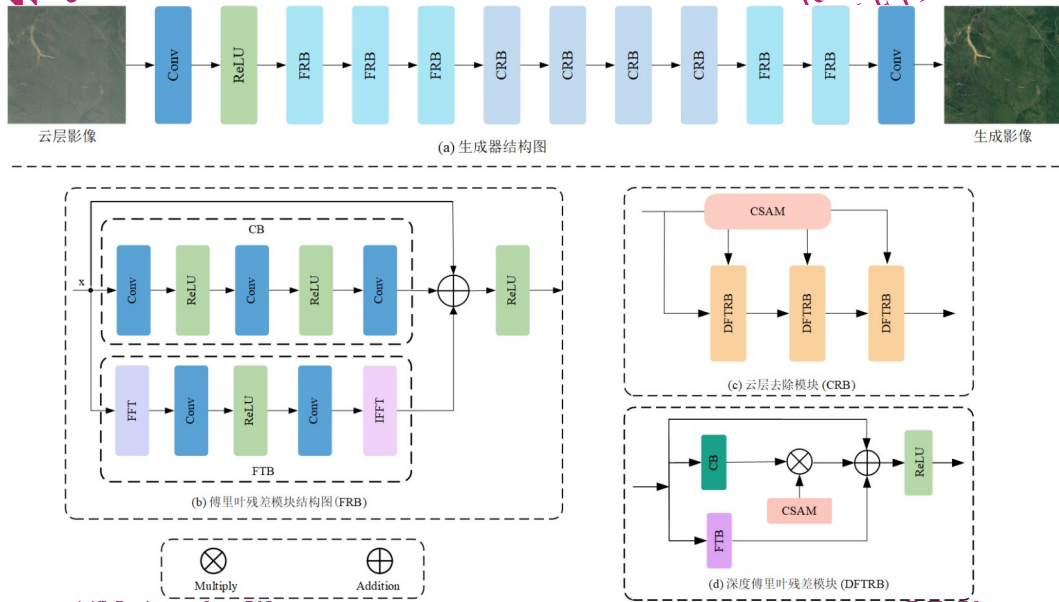 Conv
ReLU
FRB
FRB
FRB
CRB
CRB
CRB
CRB
FRB
FRB
Conv
云层影像
生成影像
(a) 生成器结构图
CB
x
Conv
ReLU
Conv
ReLU
Conv
ReLU
FFT
Conv
ReLU
Conv
IFFT
FTB
(b) 傅里叶残差模块结构图(FRB)
CSAM
DFTRB
DFTRB
DFTRB
(c) 云层去除模块 (CRB)
CB
ReLU
CSAM
FTB
(d) 深度傅里叶残差模块 (DFTRB)
Multiply
Addition